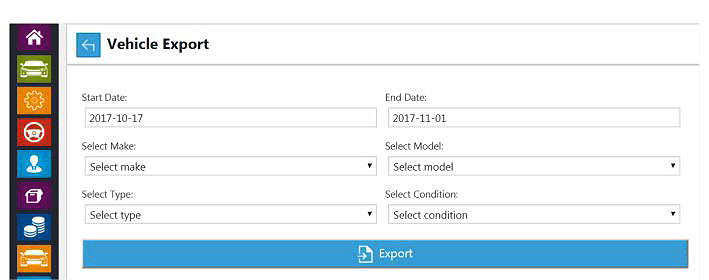 Vehicle Export
Start Date: End Date:
2017-10-17 2017-11-01
Select Make: Select Model:
Select make Select model
Select Type: Select Condition:
Select type Select condition
Export